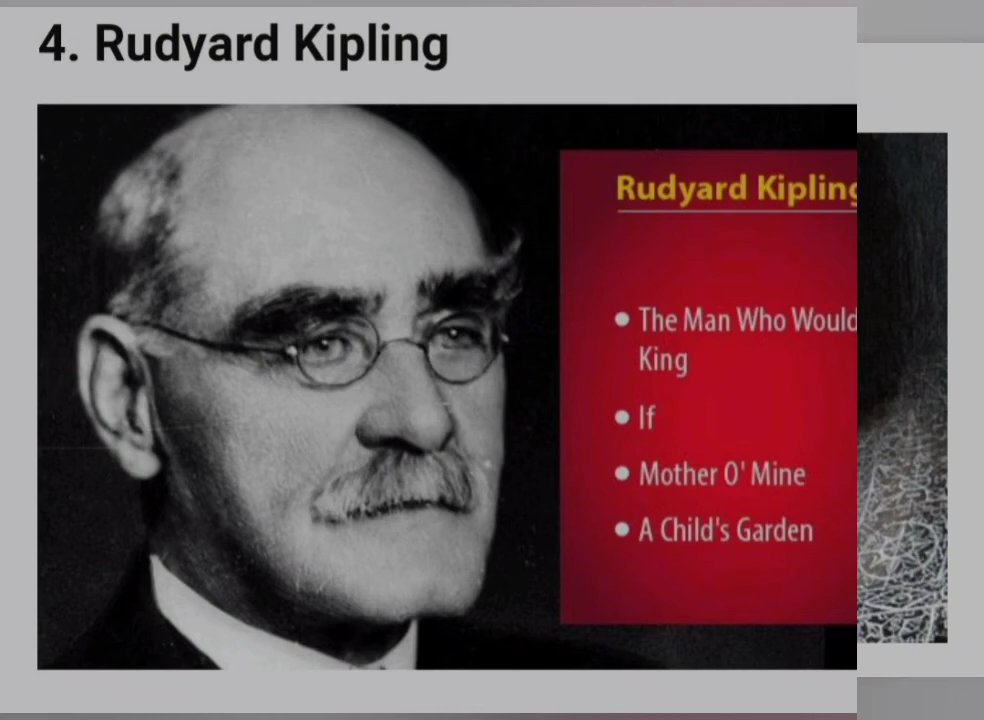 4. Rudyard Kipling
Rudyard Kipling
The Man Who Would
King
If
Mother O' Mine
A Child's Garden